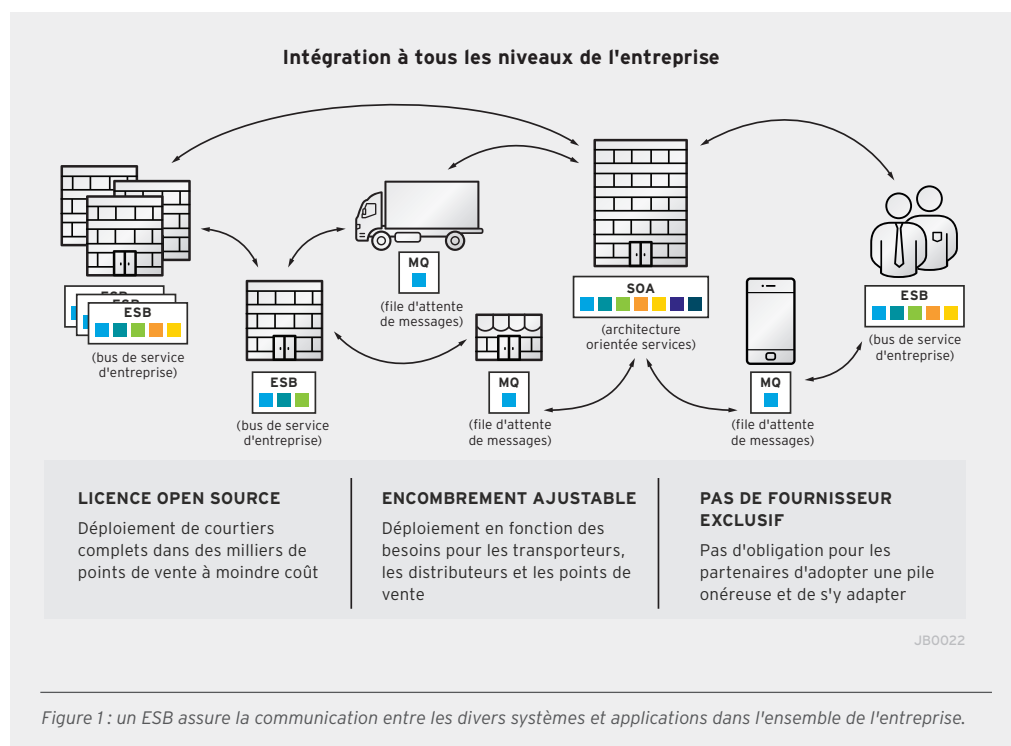 Intégration à tous les niveaux de l'entreprise
ESB
ESB
ESB
(bus de service
d'entreprise)
ESB
(bus de service
d'entreprise)
MQ
(file d'attente
de messages)
MQ
(file d'attente
de messages)
SOA
(architecture
orientée services)
MQ
(file d'attente
de messages)
ESB
(bus de service
d'entreprise)
LICENCE OPEN SOURCE
Déploiement de courtiers
complets dans des milliers de
points de vente à moindre coût
ENCOMBREMENT AJUSTABLE
Déploiement en fonction des
besoins pour les transporteurs,
les distributeurs et les points de
vente
PAS DE FOURNISSEUR
EXCLUSIF
Pas d'obligation pour les
partenaires d'adopter une pile
onéreuse et de s'y adapter
JB0022
Figure 1 : un ESB assure la communication entre les divers systèmes et applications dans l'ensemble de l'entreprise.